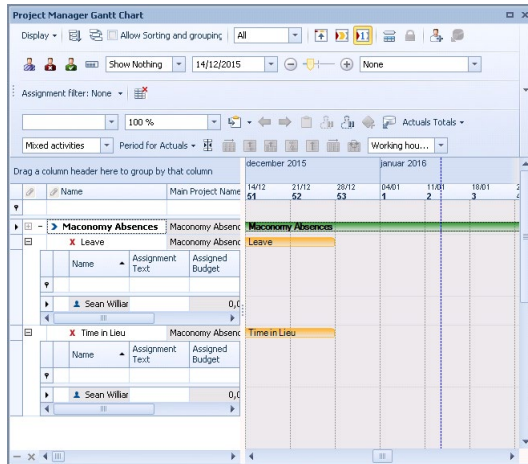 Project Manager Gantt Chart
Display Allow Sorting and grouping All
Show Nothing 14/12/2015 None
Assignment filter: None
100 % Actuals Totals
Mixed activities Period for Actuals Working hou...
Drag a column header here to group by that column
december 2015 januar 2016
Name Main Project Name 14/12 21/12 28/12 04/01 11/01 18/01
51 52 53 1 2 3
Maconomy Absences Maconomy Absenc Maconomy Absences
Leave Maconomy Absenc Leave
Name Assignment Text Assigned Budget
Sean Williar 0,0
Time in Lieu Maconomy Absenc Time in Lieu
Name Assignment Text Assigned Budget
Sean Williar 0,0